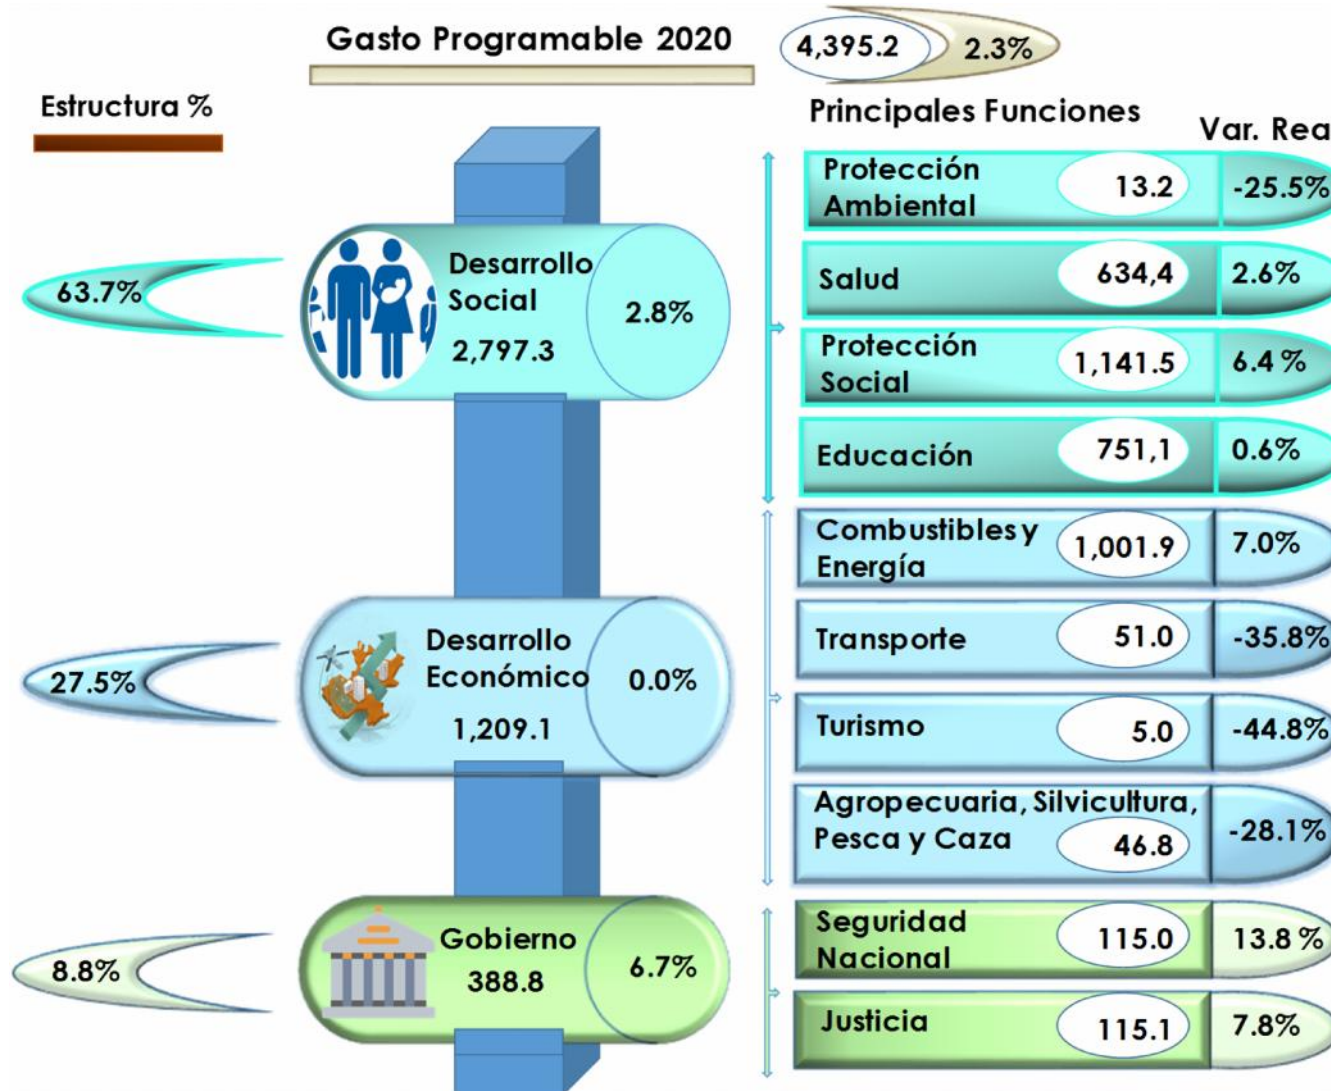 Gasto Programable 2020
4,395.2
2.3%
Estructura %
Principales Funciones
Var. Rea
63.7%
Desarrollo
Social
2,797.3
2.8%
Protección
Ambiental
13.2
-25.5%
Salud
634,4
2.6%
Protección
Social
1,141.5
6.4 %
Educación
751,1
0.6%
27.5%
Desarrollo
Económico
1,209.1
0.0%
Combustibles y
Energía
1,001.9
7.0%
Transporte
51.0
-35.8%
Turismo
5.0
-44.8%
Agropecuaria, Silvicultura,
Pesca y Caza
46.8
-28.1%
8.8%
Gobierno
388.8
6.7%
Seguridad
Nacional
115.0
13.8 %
Justicia
115.1
7.8%